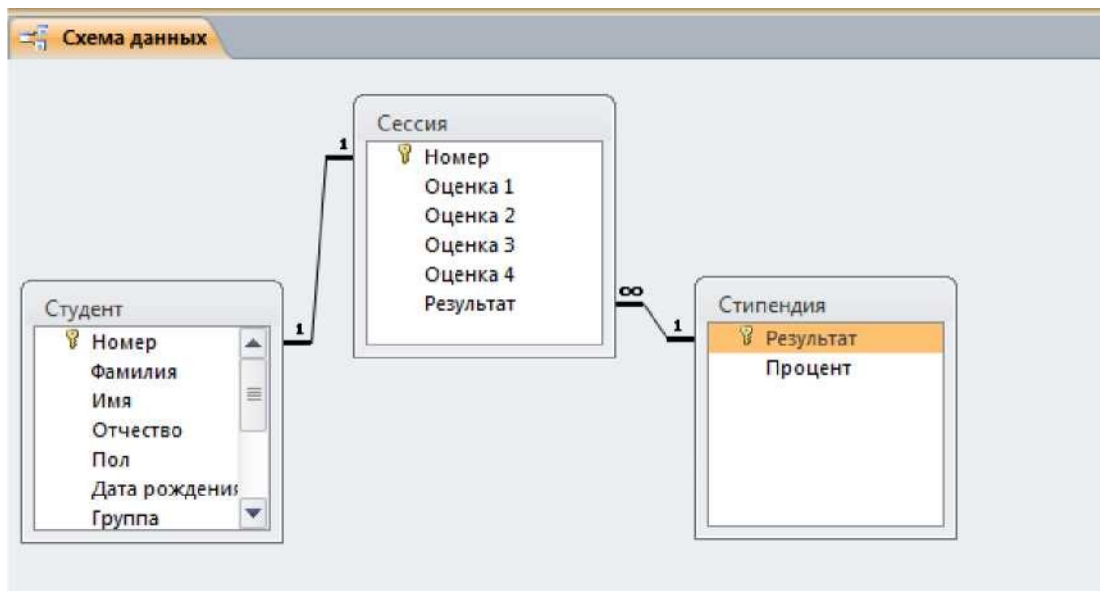 Схема данных
Сессия
Номер
Оценка 1
Оценка 2
Оценка 3
Оценка 4
Результат
1
Студент
Номер
Фамилия
Имя
Отчество
Пол
Дата рождения
Группа
1
∞
1
Стипендия
Результат
Процент